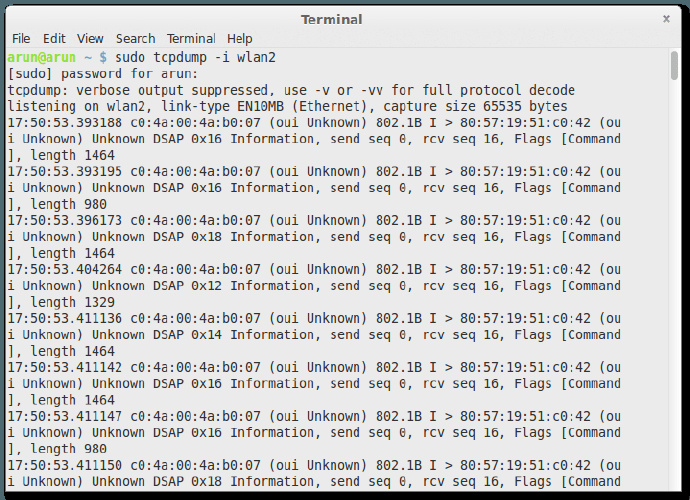 Terminal
x
File Edit View Search Terminal Help
arun@arun ~ $ sudo tcpdump -i wlan2
[sudo] password for arun:
tcpdump: verbose output suppressed, use -v or -vv for full protocol decode
listening on wlan2, link-type EN10MB (Ethernet), capture size 65535 bytes
17:50:53.393188 c0:4a:00:4a:b0:07 (oui Unknown) 802.1B I > 80:57:19:51:c0:42 (ou
i Unknown) Unknown DSAP 0x16 Information, send seq 0, rcv seq 16, Flags [Command
], length 1464
17:50:53.393195 c0:4a:00:4a:b0:07 (oui Unknown) 802.1B I > 80:57:19:51:c0:42 (ou
i Unknown) Unknown DSAP 0x16 Information, send seq 0, rcv seq 16, Flags [Command
], length 980
17:50:53.396173 c0:4a:00:4a:b0:07 (oui Unknown) 802.1B I > 80:57:19:51:c0:42 (ou
i Unknown) Unknown DSAP 0x18 Information, send seq 0, rcv seq 16, Flags [Command
], length 1464
17:50:53.404264 c0:4a:00:4a:b0:07 (oui Unknown) 802.1B I > 80:57:19:51:c0:42 (ou
i Unknown) Unknown DSAP 0x12 Information, send seq 0, rcv seq 16, Flags [Command
], length 1329
17:50:53.411136 c0:4a:00:4a:b0:07 (oui Unknown) 802.1B I > 80:57:19:51:c0:42 (ou
i Unknown) Unknown DSAP 0x14 Information, send seq 0, rcv seq 16, Flags [Command
], length 1464
17:50:53.411142 c0:4a:00:4a:b0:07 (oui Unknown) 802.1B I > 80:57:19:51:c0:42 (ou
i Unknown) Unknown DSAP 0x16 Information, send seq 0, rcv seq 16, Flags [Command
], length 1464
17:50:53.411147 c0:4a:00:4a:b0:07 (oui Unknown) 802.1B I > 80:57:19:51:c0:42 (ou
i Unknown) Unknown DSAP 0x16 Information, send seq 0, rcv seq 16, Flags [Command
], length 980
17:50:53.411150 c0:4a:00:4a:b0:07 (oui Unknown) 802.1B I > 80:57:19:51:c0:42 (ou
i Unknown) Unknown DSAP 0x18 Information, send seq 0, rcv seq 16, Flags [Command